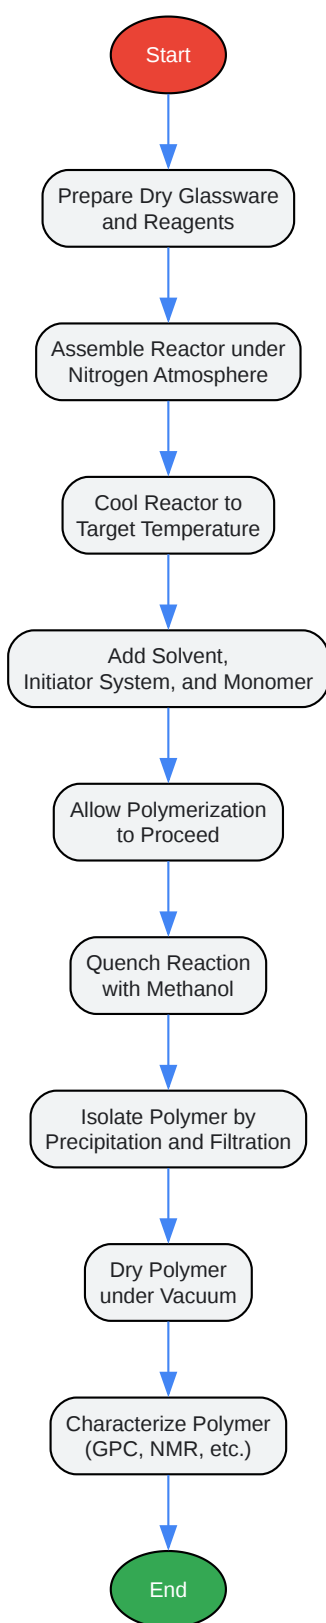 Start
Prepare Dry Glassware
and Reagents
Assemble Reactor under
Nitrogen Atmosphere
Cool Reactor to
Target Temperature
Add Solvent,
Initiator System, and Monomer
Allow Polymerization
to Proceed
Quench Reaction
with Methanol
Isolate Polymer by
Precipitation and Filtration
Dry Polymer
under Vacuum
Characterize Polymer
(GPC, NMR, etc.)
End